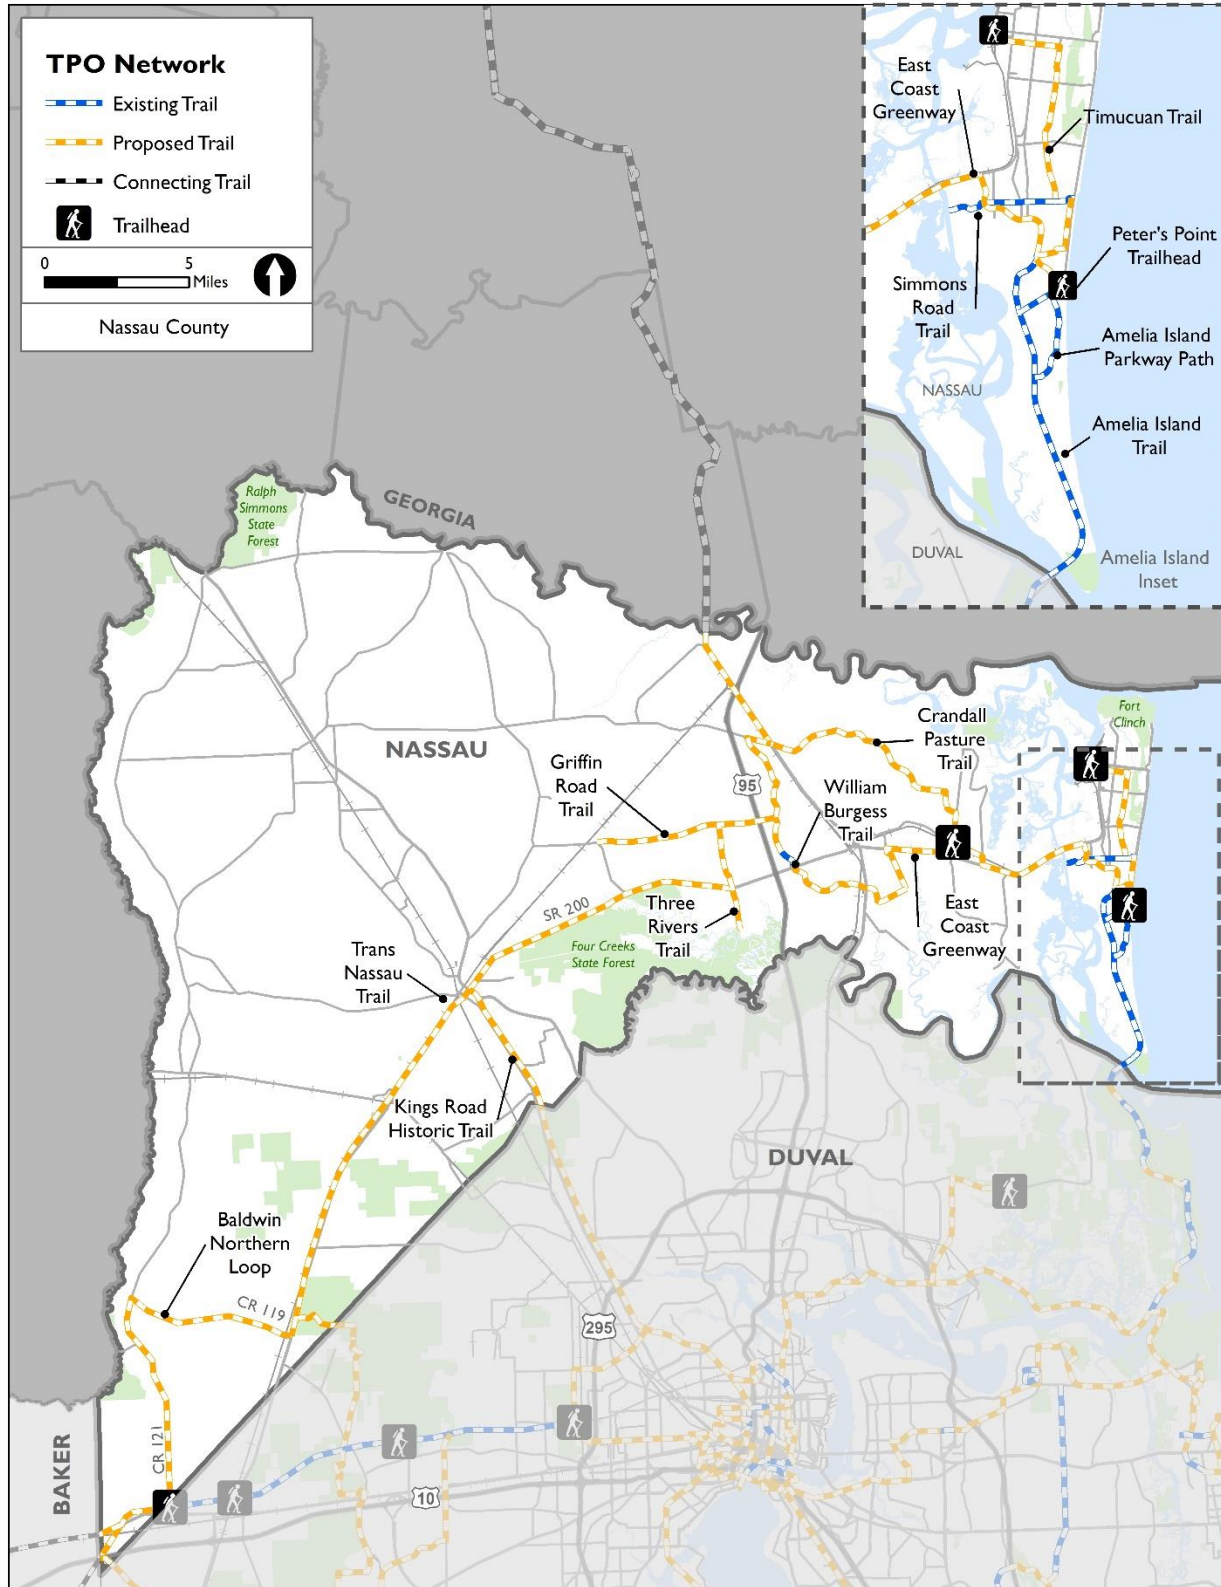 TPO Network
Existing Trail
Proposed Trail
Connecting Trail
Trailhead
0
5
Miles
Nassau County
East
Coast
Greenway
Timucuan Trail
Peter's Point
Trailhead
Simmons
Road
Trail
Amelia Island
Parkway Path
NASSAU
Amelia Island
Trail
DUVAL
Amelia Island
Inset
Ralph
Simmons
State
Forest
GEORGIA
NASSAU
Griffin
Road
Trail
95
Crandall
Pasture
Trail
William
Burgess
Trail
Fort
Clinch
SR 200
Three
Rivers
Trail
East
Coast
Greenway
Four Creeks
State Forest
Trans
Nassau
Trail
Kings Road
Historic Trail
DUVAL
Baldwin
Northern
Loop
CR 119
295
CR 121
BAKER
10